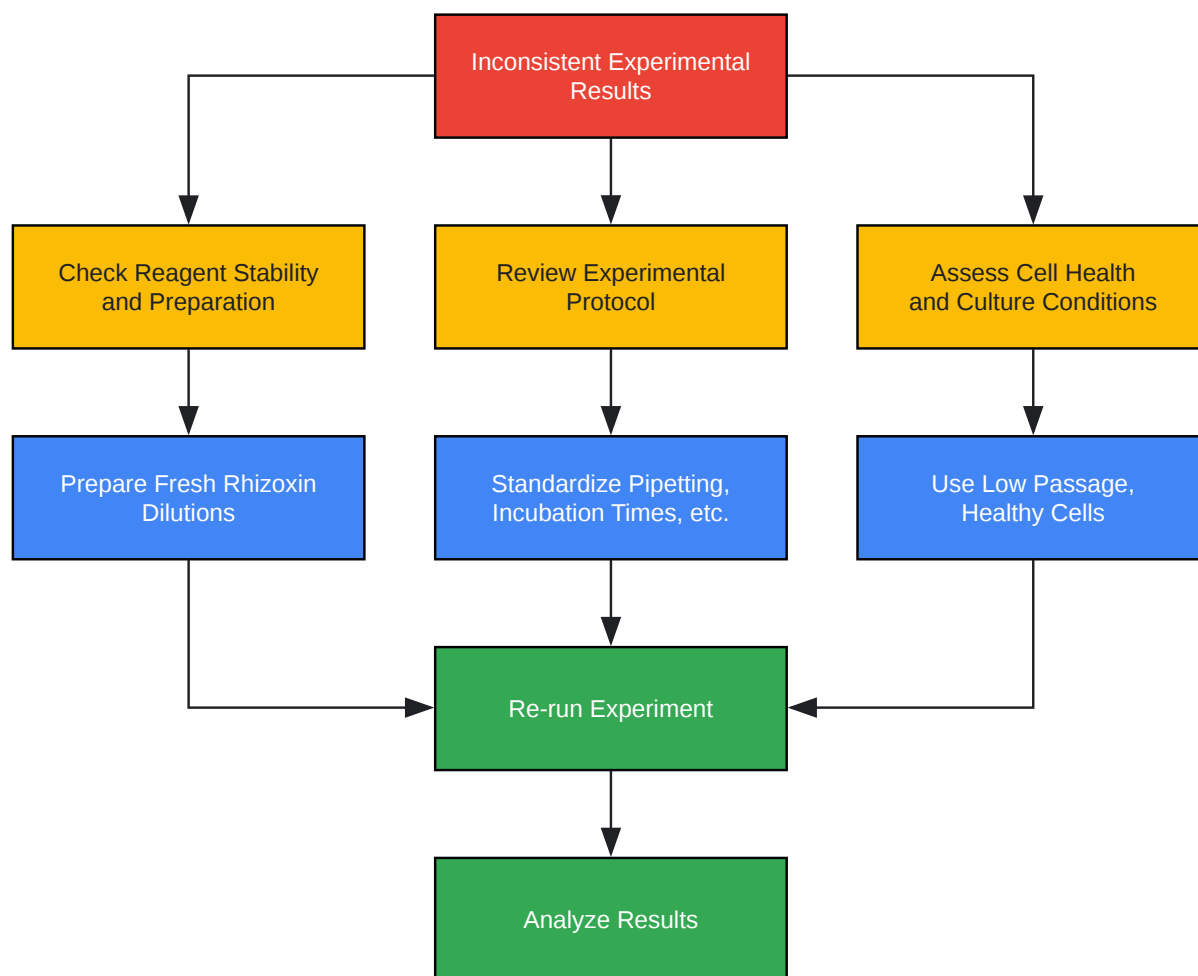 Inconsistent Experimental
Results
Check Reagent Stability
and Preparation
Review Experimental
Protocol
Assess Cell Health
and Culture Conditions
Prepare Fresh Rhizoxin
Dilutions
Standardize Pipetting,
Incubation Times, etc.
Use Low Passage,
Healthy Cells
Re-run Experiment
Analyze Results